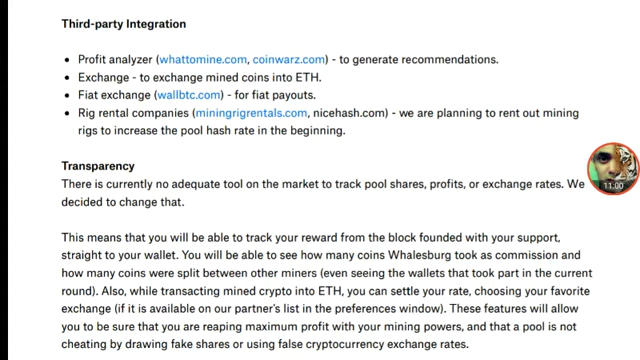 Third-party Integration
• Profit analyzer (whattomine.com, coinwarz.com) - to generate recommendations.
• Exchange - to exchange mined coins into ETH.
• Fiat exchange (wallbtc.com) - for fiat payouts.
• Rig rental companies (miningrigrentals.com, nicehash.com) - we are planning to rent out mining
rigs to increase the pool hash rate in the beginning.
Transparency
There is currently no adequate tool on the market to track pool shares, profits, or exchange rates. We
decided to change that.
11:00
This means that you will be able to track your reward from the block founded with your support,
straight to your wallet. You will be able to see how many coins Whalesburg took as commission and
how many coins were split between other miners (even seeing the wallets that took part in the current
round). Also, while transacting mined crypto into ETH, you can settle your rate, choosing your favorite
exchange (if it is available on our partner's list in the preferences window). These features will allow
you to be sure that you are reaping maximum profit with your mining powers, and that a pool is not
cheating by drawing fake shares or using false cryptocurrency exchange rates.